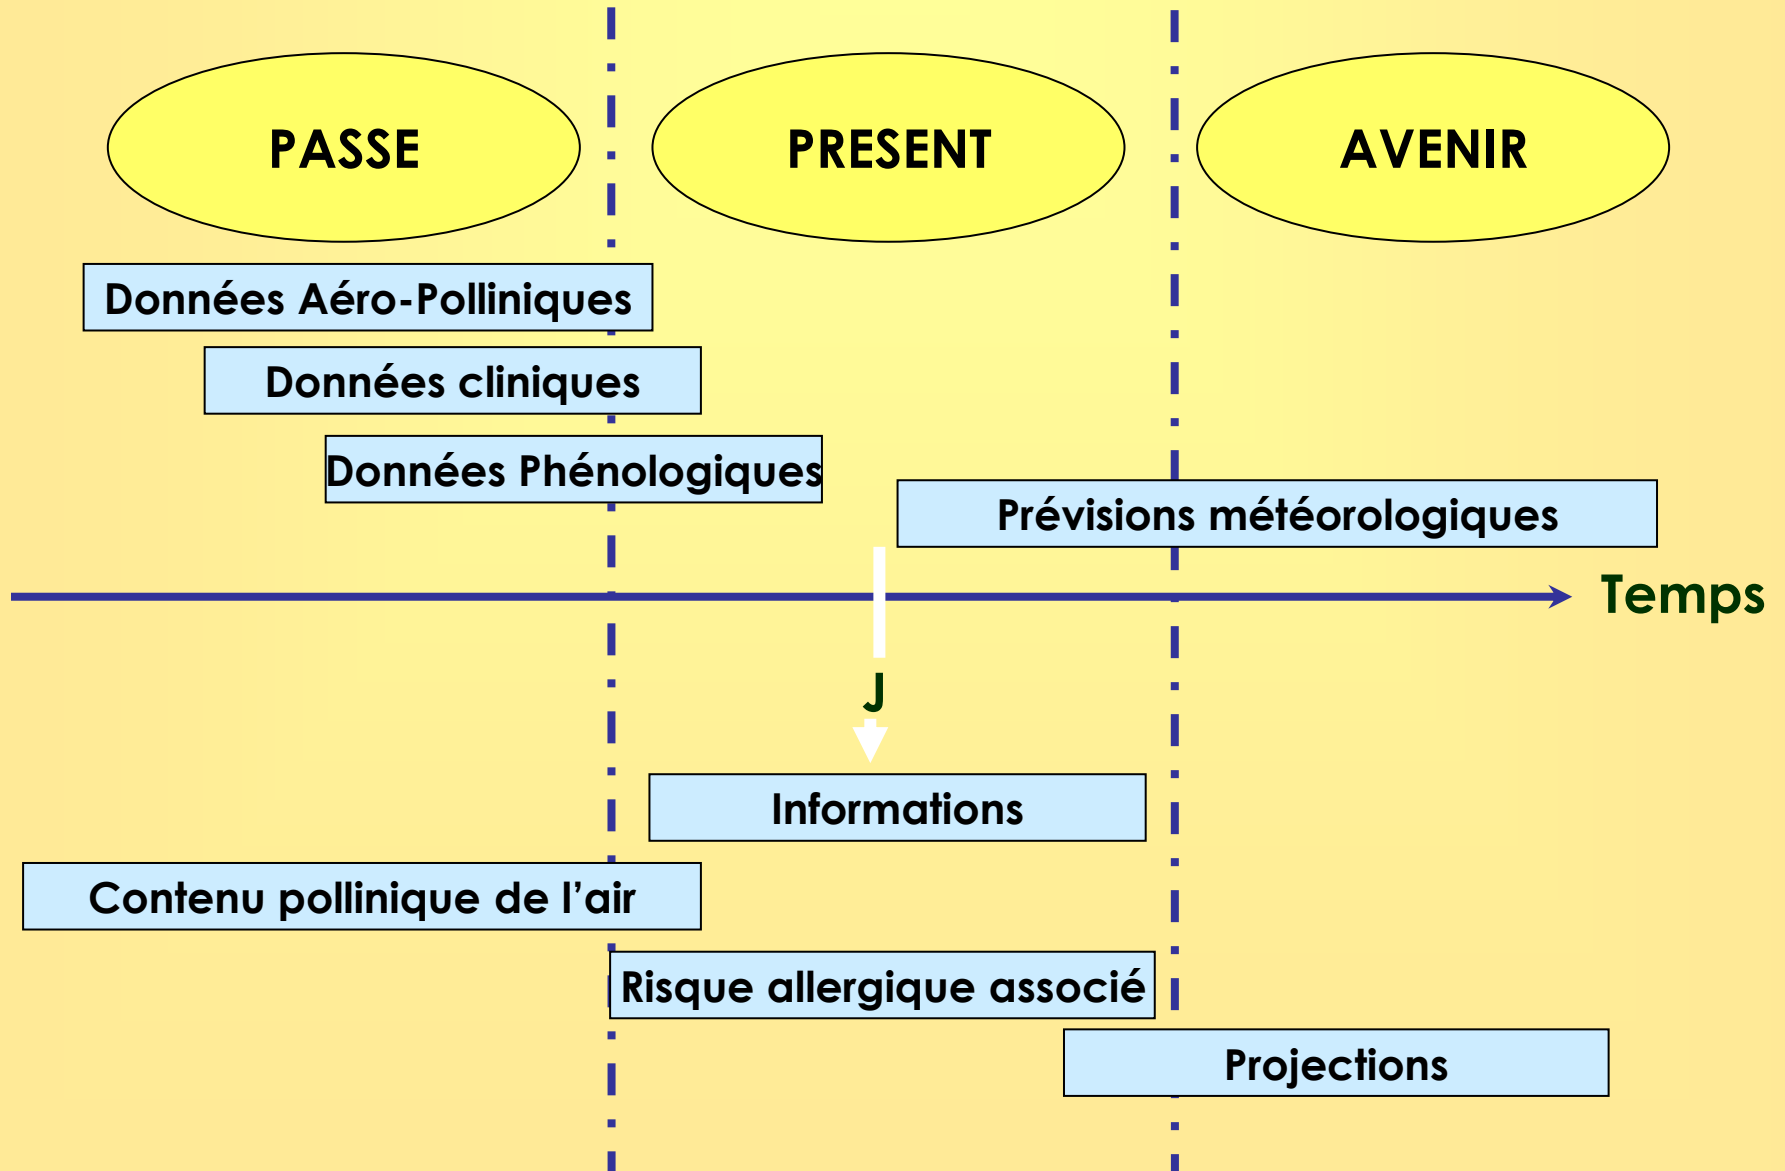 PASSE
PRESENT
AVENIR
Données Aéro-Polliniques
Données cliniques
Données Phénologiques
Prévisions météorologiques
Temps
J
Informations
Contenu pollinique de l’air
Risque allergique associé
Projections